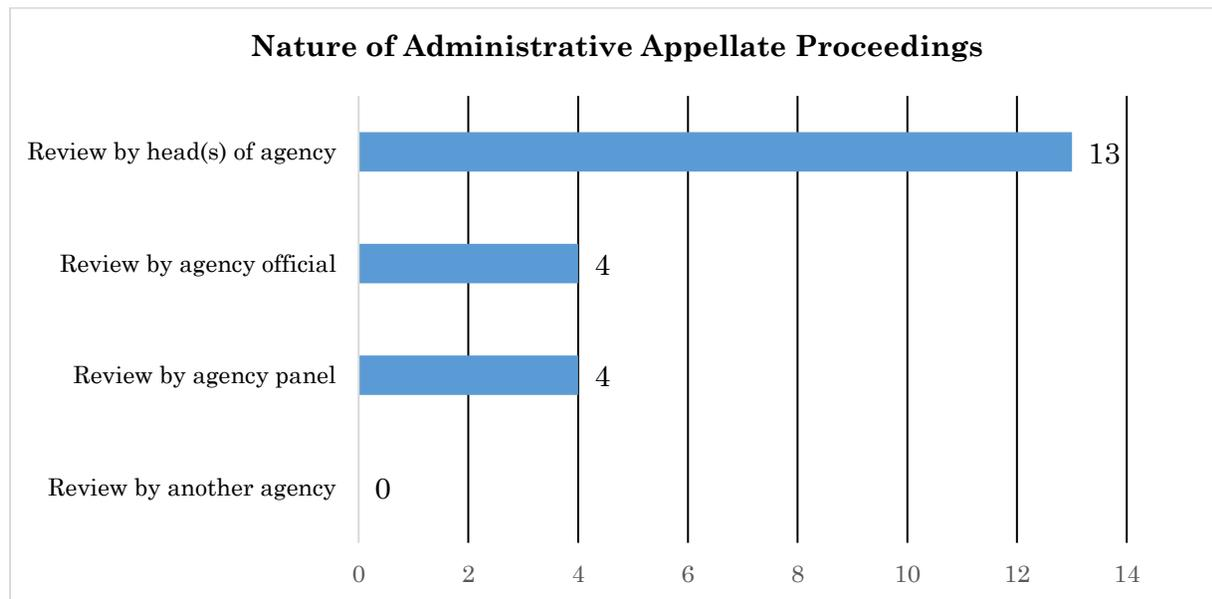 Nature of Administrative Appellate Proceedings
Review by head(s) of agency
13
Review by agency official
4
Review by agency panel
4
Review by another agency
0
0 2 4 6 8 10 12 14